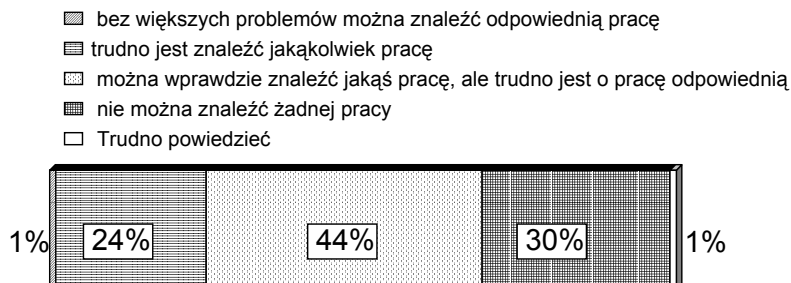 bez większych problemów można znaleźć odpowiednią pracę
trudno jest znaleźć jakąkolwiek pracę
można wprawdzie znaleźć jakąś pracę, ale trudno jest o pracę odpowiednią
nie można znaleźć żadnej pracy
Trudno powiedzieć
1% 24% 44% 30% 1%